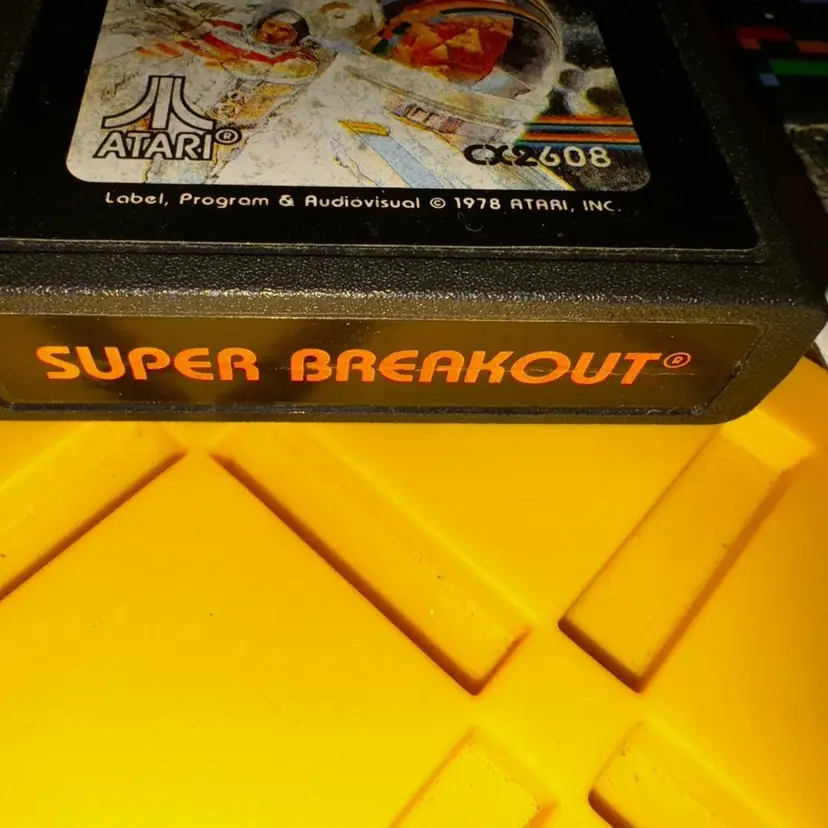 ATARI®
CX2608
Label, Program & Audiovisual © 1978 ATARI, INC.
SUPER BREAKOUT®